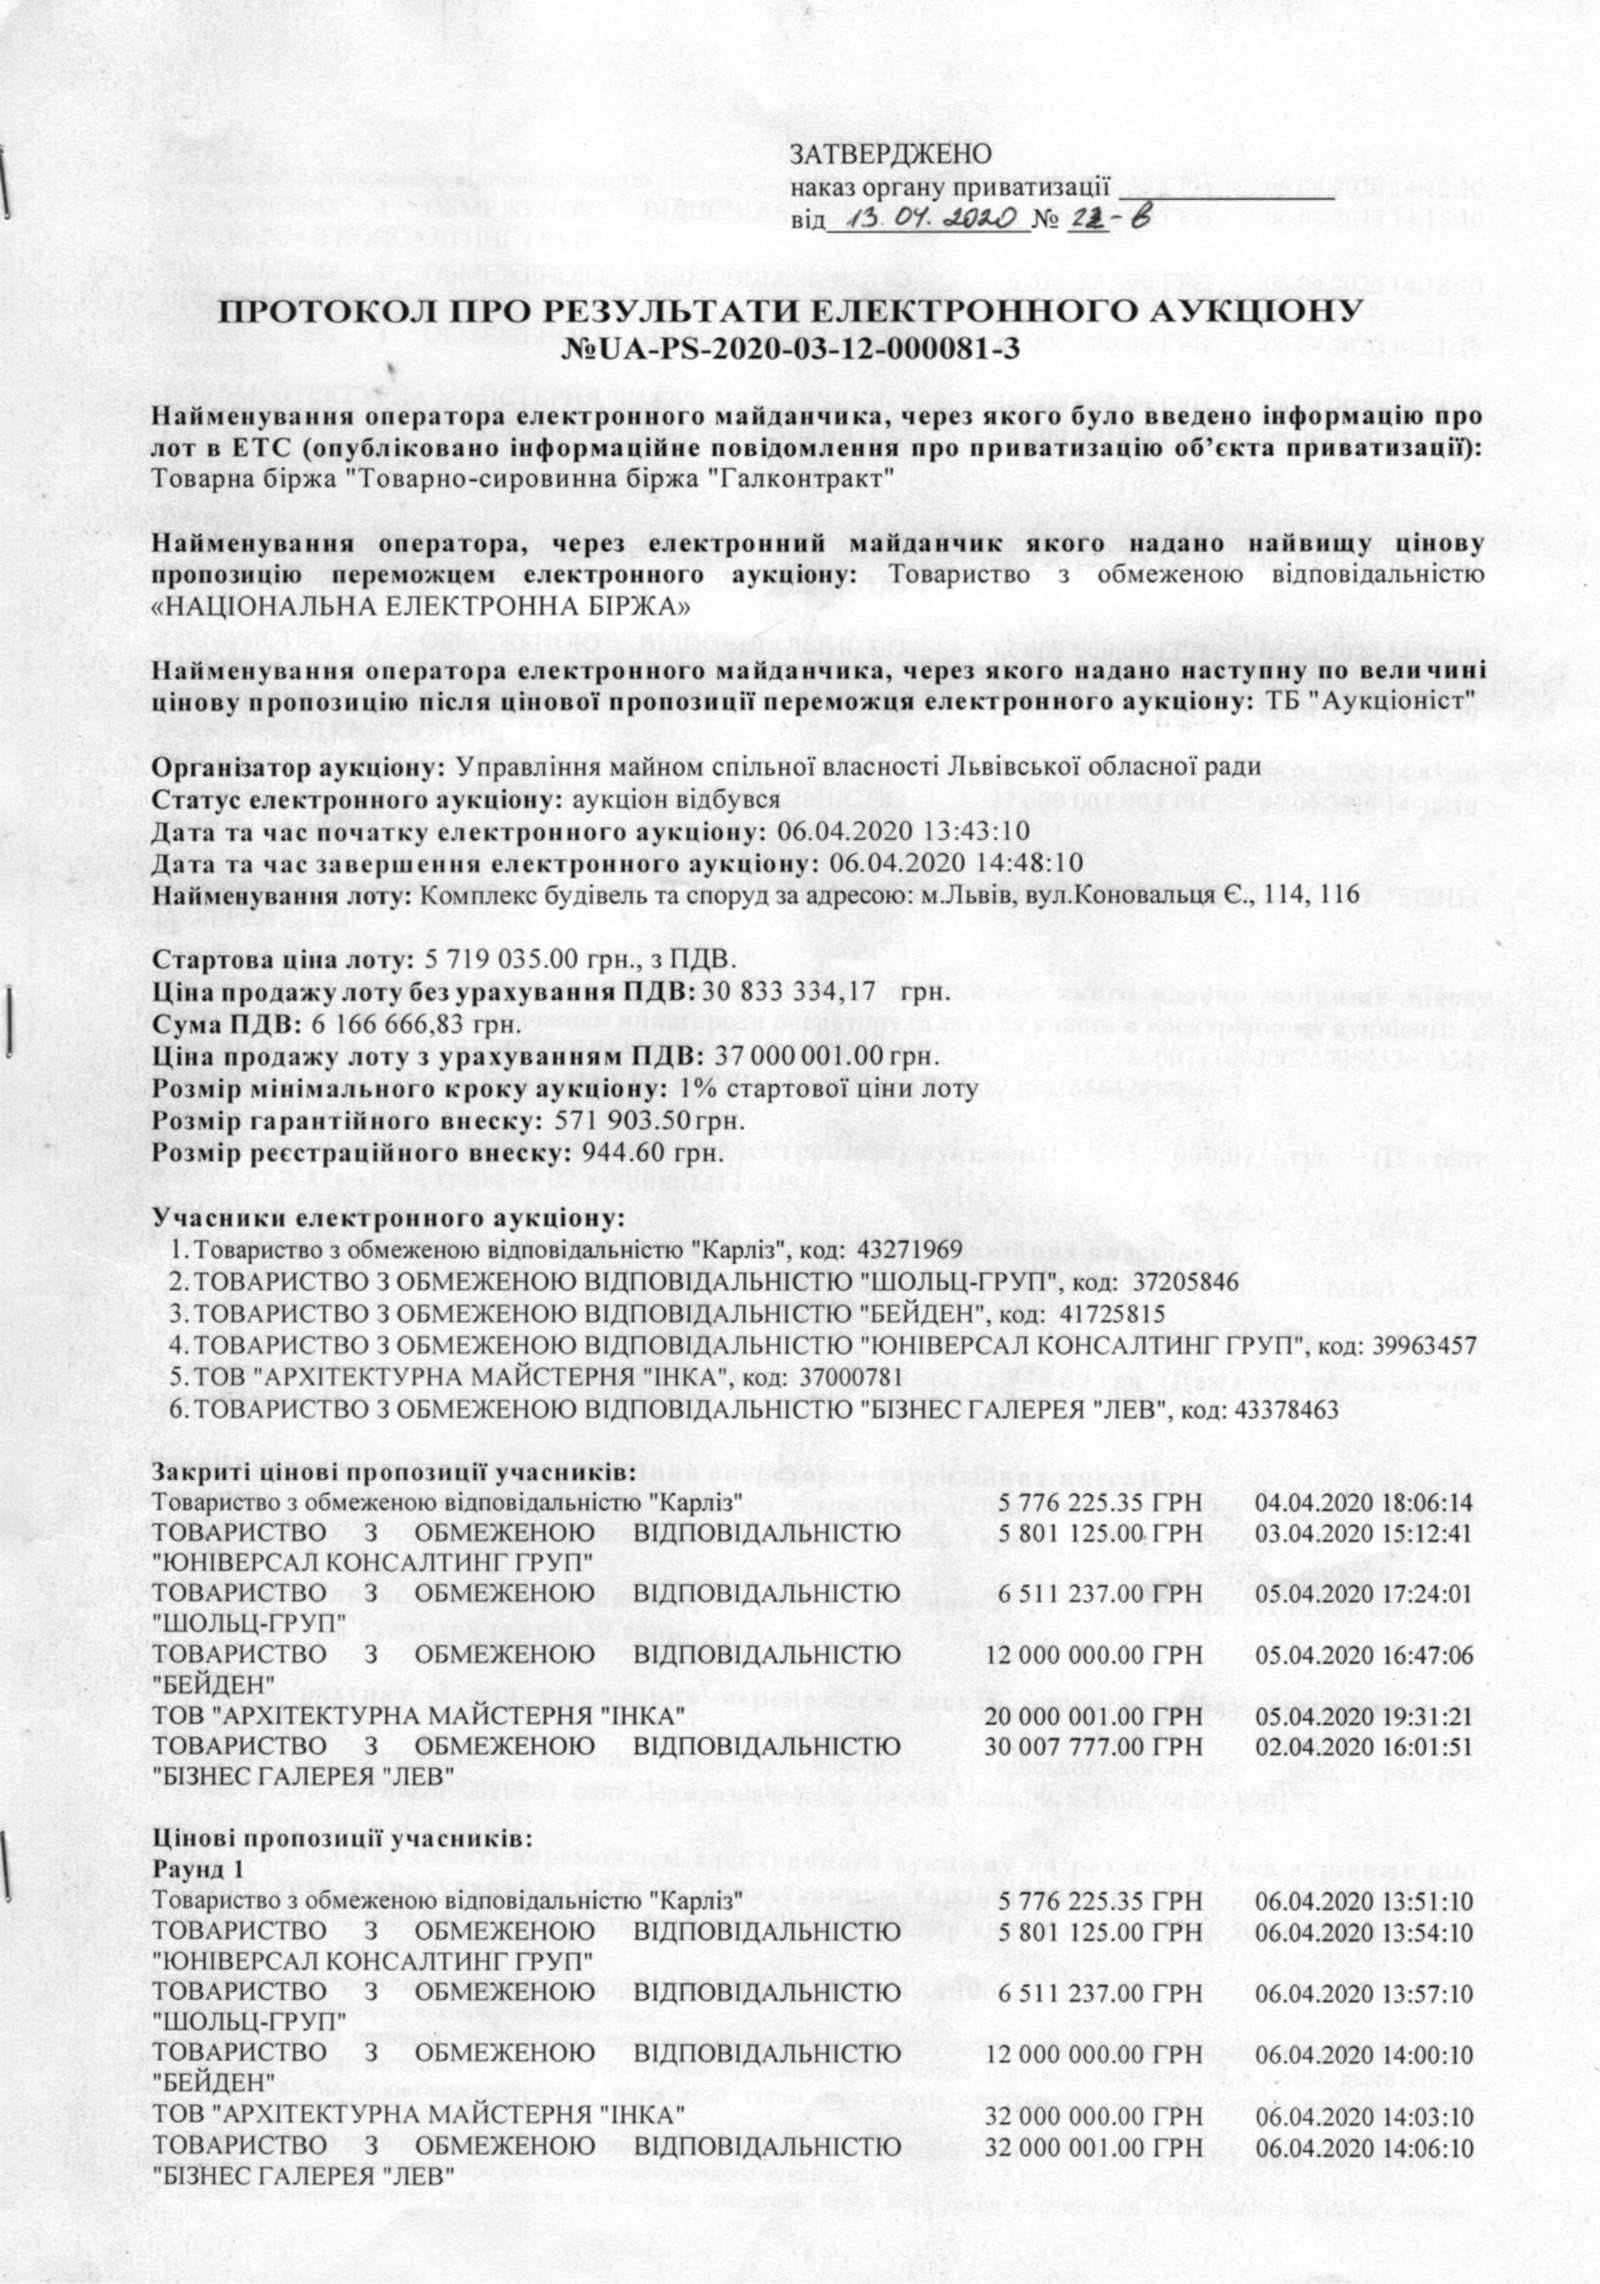 ЗАТВЕРДЖЕНО
наказ органу приватизації
від 13.04.2020 № 22-в
ПРОТОКОЛ ПРО РЕЗУЛЬТАТИ ЕЛЕКТРОННОГО АУКЦІОНУ
№UA-PS-2020-03-12-000081-3
Найменування оператора електронного майданчика, через якого було введено інформацію про
лот в ЕТС (опубліковано інформаційне повідомлення про приватизацію об’єкта приватизації):
Товарна біржа "Товарно-сировинна біржа "Галконтракт"
Найменування оператора, через електронний майданчик якого надано найвищу цінову
пропозицію переможцем електронного аукціону: Товариство з обмеженою відповідальністю
«НАЦІОНАЛЬНА ЕЛЕКТРОННА БІРЖА»
Найменування оператора електронного майданчика, через якого надано наступну по величині
цінову пропозицію після цінової пропозиції переможця електронного аукціону: ТБ "Аукціоніст"
Організатор аукціону: Управління майном спільної власності Львівської обласної ради
Статус електронного аукціону: аукціон відбувся
Дата та час початку електронного аукціону: 06.04.2020 13:43:10
Дата та час завершення електронного аукціону: 06.04.2020 14:48:10
Найменування лоту: Комплекс будівель та споруд за адресою: м.Львів, вул.Коновальця Є., 114, 116
Стартова ціна лоту: 5 719 035.00 грн., з ПДВ.
Ціна продажу лоту без урахування ПДВ: 30 833 334,17 грн.
Сума ПДВ: 6 166 666,83 грн.
Ціна продажу лоту з урахуванням ПДВ: 37 000 001.00 грн.
Розмір мінімального кроку аукціону: 1% стартової ціни лоту
Розмір гарантійного внеску: 571 903.50 грн.
Розмір реєстраційного внеску: 944.60 грн.
Учасники електронного аукціону:
1. Товариство з обмеженою відповідальністю "Карліз", код: 43271969
2. ТОВАРИСТВО З ОБМЕЖЕНОЮ ВІДПОВІДАЛЬНІСТЮ "ШОЛЬЦ-ГРУП", код: 37205846
3. ТОВАРИСТВО З ОБМЕЖЕНОЮ ВІДПОВІДАЛЬНІСТЮ "БЕЙДЕН", код: 41725815
4. ТОВАРИСТВО З ОБМЕЖЕНОЮ ВІДПОВІДАЛЬНІСТЮ "ЮНІВЕРСАЛ КОНСАЛТИНГ ГРУП", код: 39963457
5. ТОВ "АРХІТЕКТУРНА МАЙСТЕРНЯ "ІНКА", код: 37000781
6. ТОВАРИСТВО З ОБМЕЖЕНОЮ ВІДПОВІДАЛЬНІСТЮ "БІЗНЕС ГАЛЕРЕЯ "ЛЕВ", код: 43378463
Закриті цінові пропозиції учасників:
Товариство з обмеженою відповідальністю "Карліз" 5 776 225.35 ГРН 04.04.2020 18:06:14
ТОВАРИСТВО З ОБМЕЖЕНОЮ ВІДПОВІДАЛЬНІСТЮ 5 801 125.00 ГРН 03.04.2020 15:12:41
"ЮНІВЕРСАЛ КОНСАЛТИНГ ГРУП"
ТОВАРИСТВО З ОБМЕЖЕНОЮ ВІДПОВІДАЛЬНІСТЮ 6 511 237.00 ГРН 05.04.2020 17:24:01
"ШОЛЬЦ-ГРУП"
ТОВАРИСТВО З ОБМЕЖЕНОЮ ВІДПОВІДАЛЬНІСТЮ 12 000 000.00 ГРН 05.04.2020 16:47:06
"БЕЙДЕН"
ТОВ "АРХІТЕКТУРНА МАЙСТЕРНЯ "ІНКА" 20 000 001.00 ГРН 05.04.2020 19:31:21
ТОВАРИСТВО З ОБМЕЖЕНОЮ ВІДПОВІДАЛЬНІСТЮ 30 007 777.00 ГРН 02.04.2020 16:01:51
"БІЗНЕС ГАЛЕРЕЯ "ЛЕВ"
Цінові пропозиції учасників:
Раунд 1
Товариство з обмеженою відповідальністю "Карліз" 5 776 225.35 ГРН 06.04.2020 13:51:10
ТОВАРИСТВО З ОБМЕЖЕНОЮ ВІДПОВІДАЛЬНІСТЮ 5 801 125.00 ГРН 06.04.2020 13:54:10
"ЮНІВЕРСАЛ КОНСАЛТИНГ ГРУП"
ТОВАРИСТВО З ОБМЕЖЕНОЮ ВІДПОВІДАЛЬНІСТЮ 6 511 237.00 ГРН 06.04.2020 13:57:10
"ШОЛЬЦ-ГРУП"
ТОВАРИСТВО З ОБМЕЖЕНОЮ ВІДПОВІДАЛЬНІСТЮ 12 000 000.00 ГРН 06.04.2020 14:00:10
"БЕЙДЕН"
ТОВ "АРХІТЕКТУРНА МАЙСТЕРНЯ "ІНКА" 32 000 000.00 ГРН 06.04.2020 14:03:10
ТОВАРИСТВО З ОБМЕЖЕНОЮ ВІДПОВІДАЛЬНІСТЮ 32 000 001.00 ГРН 06.04.2020 14:06:10
"БІЗНЕС ГАЛЕРЕЯ "ЛЕВ"